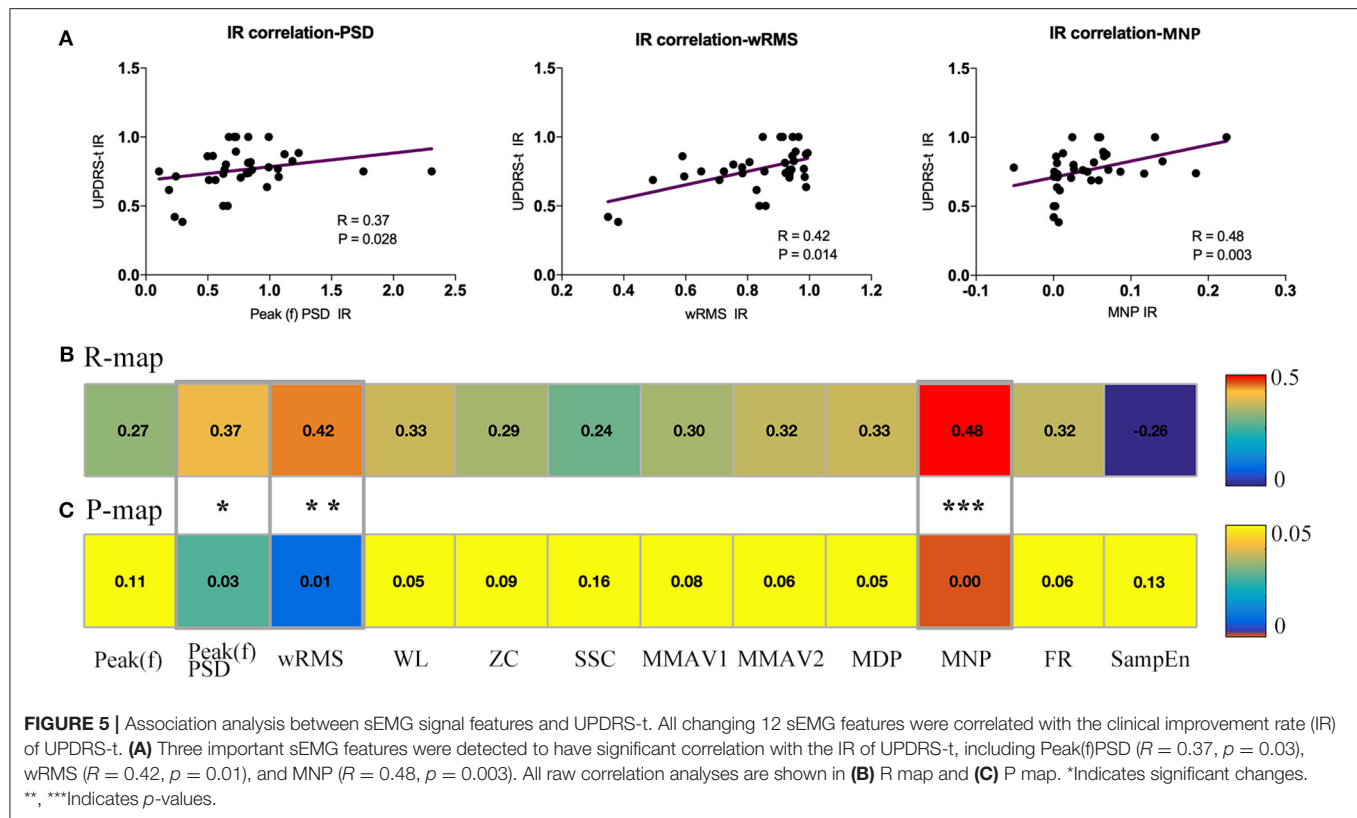 A
IR correlation-PSD
IR correlation-wRMS
IR correlation-MNP
UPDRS-t IR
1.5
1.0
0.5
0.0
R = 0.37
P = 0.028
0.0 0.5 1.0 1.5 2.0 2.5
Peak (f) PSD IR
UPDRS-t IR
1.5
1.0
0.5
0.0
R = 0.42
P = 0.014
0.2 0.4 0.6 0.8 1.0 1.2
wRMS IR
UPDRS-t IR
1.5
1.0
0.5
0.0
R = 0.48
P = 0.003
-0.1 0.0 0.1 0.2 0.3
MNP IR
B R-map
0.27 0.37 0.42 0.33 0.29 0.24 0.30 0.32 0.33 0.48 0.32 -0.26
0.5
0
* ** ***
C P-map
0.11 0.03 0.01 0.05 0.09 0.16 0.08 0.06 0.05 0.00 0.06 0.13
0.05
0
Peak(f) Peak(f) PSD wRMS WL ZC SSC MMAV1 MMAV2 MDP MNP FR SampEn
FIGURE 5 | Association analysis between sEMG signal features and UPDRS-t. All changing 12 sEMG features were correlated with the clinical improvement rate (IR)
of UPDRS-t. (A) Three important sEMG features were detected to have significant correlation with the IR of UPDRS-t, including Peak(f)PSD (R = 0.37, p = 0.03),
wRMS (R = 0.42, p = 0.01), and MNP (R = 0.48, p = 0.003). All raw correlation analyses are shown in (B) R map and (C) P map. *Indicates significant changes.
**, ***Indicates p-values.